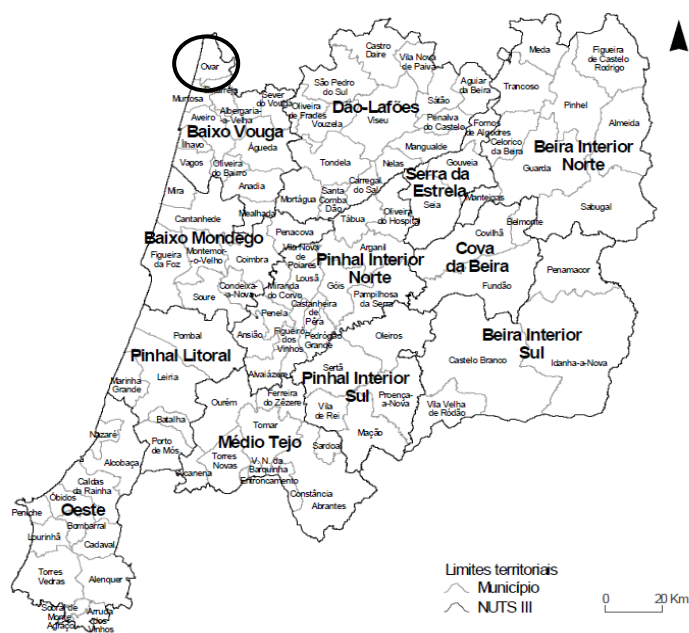 Ovar
Murtosa
Estarreja
Sever
do Vouga
Albergaria-
a-Velha
Aveiro
Baixo Vouga
Ílhavo
Águeda
Vagos
Oliveira
do Bairro
Anadia
Mira
Mealhada
Cantanhede
Castro
Daire
Vila Nova
de Paiva
São Pedro
do Sul
Aguiar
da Beira
Oliveira
de Frades
Dão-Lafões
Sátão
Vouzela
Viseu
Penalva
do Castelo
Mangualde
Tondela
Nelas
Carregal
do Sal
Santa
Comba
Dão
Mortágua
Meda
Figueira
de Castelo
Rodrigo
Trancoso
Pinhel
Almeida
Fornos
de Algodres
Celorico
da Beira
Beira Interior
Norte
Guarda
Sabugal
Gouveia
Serra da
Estrela
Seia
Manteigas
Belmonte
Covilhã
Cova
da Beira
Fundão
Penamacor
Baixo Mondego
Montemor-
o-Velho
Figueira
da Foz
Coimbra
Condeixa-
a-Nova
Soure
Penacova
Tábua
Oliveira
do Hospital
Vila Nova
de
Poiares
Arganil
Pinhal Interior
Norte
Lousã
Góis
Miranda
do Corvo
Pampilhosa
da Serra
Castanheira
de
Pêra
Penela
Figueiró
dos
Vinhos
Pedrógão
Grande
Ansião
Alvaiázere
Pombal
Pinhal Litoral
Leiria
Marinha
Grande
Batalha
Porto
de Mós
Oleiros
Sertã
Pinhal Interior
Sul
Proença-
a-Nova
Vila
de Rei
Mação
Beira Interior
Sul
Castelo Branco
Idanha-a-Nova
Vila Velha
de Ródão
Ourém
Ferreira
do Zêzere
Tomar
Médio Tejo
Sardoal
Torres
Novas
V. N. da
Barquinha
Entroncamento
Alcanena
Constância
Abrantes
Nazaré
Alcobaça
Caldas
da Rainha
Óbidos
Peniche
Oeste
Bombarral
Lourinhã
Cadaval
Torres
Vedras
Alenquer
Sobral de
Monte
Agraço
Arruda
dos
Vinhos
Limites territoriais
Município
NUTS III
0 20 Km